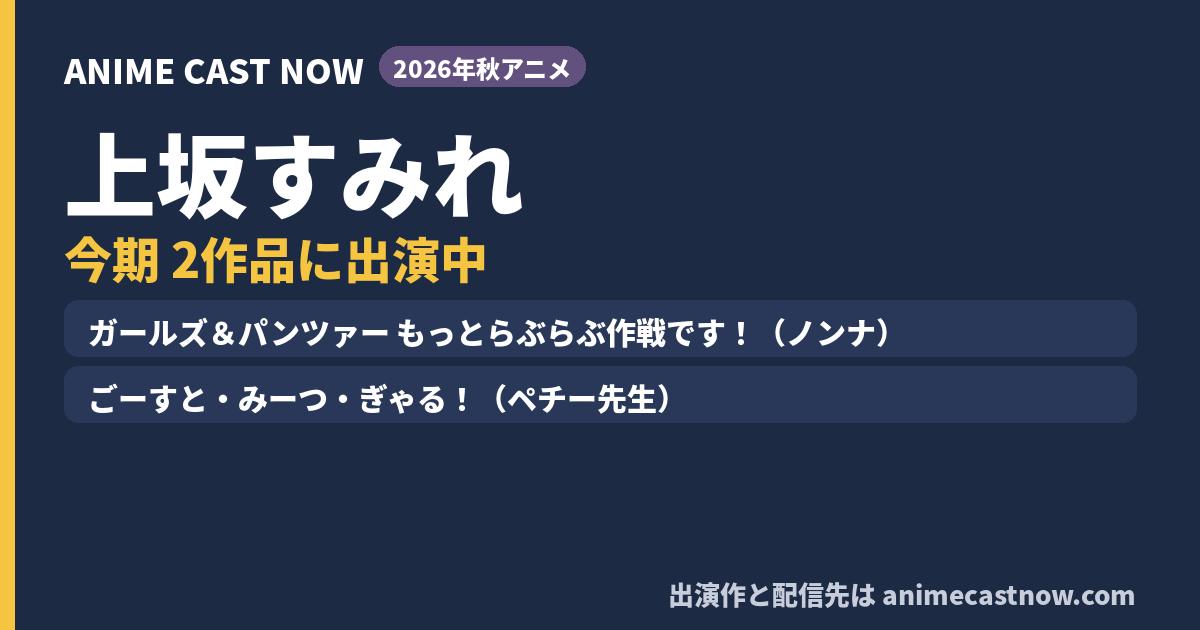 ANIME CAST NOW 2026年秋アニメ
上坂すみれ
今期 2作品に出演中
ガールズ＆パンツァー もっとらぶらぶ作戦です！（ノンナ）
ごーすと・みーつ・ぎゃる！（ペチー先生）
出演作と配信先は animecastnow.com